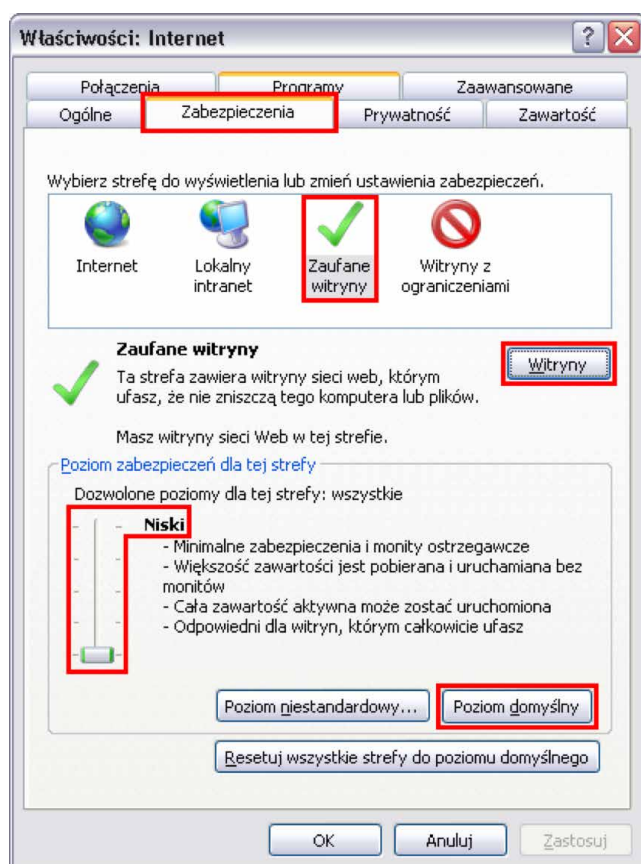 Właściwości: Internet
Połączenia Programy Zaawansowane
Ogólne Zabezpieczenia Prywatność Zawartość
Wybierz strefę do wyświetlenia lub zmień ustawienia zabezpieczeń.
Internet
Lokalny
intranet
Zaufane
witryny
Witryny z
ograniczeniami
Zaufane witryny
Ta strefa zawiera witryny sieci web, którym
ufasz, że nie zniszczą tego komputera lub plików.
Masz witryny sieci Web w tej strefie.
Witryny
Poziom zabezpieczeń dla tej strefy
Dozwolone poziomy dla tej strefy: wszystkie
Niski
- Minimalne zabezpieczenia i monity ostrzegawcze
- Większość zawartości jest pobierana i uruchamiana bez
monitów
- Cała zawartość aktywna może zostać uruchomiona
- Odpowiedni dla witryn, którym całkowicie ufasz
Poziom niestandardowy... Poziom domyślny
Resetuj wszystkie strefy do poziomu domyślnego
OK Anuluj Zastosuj